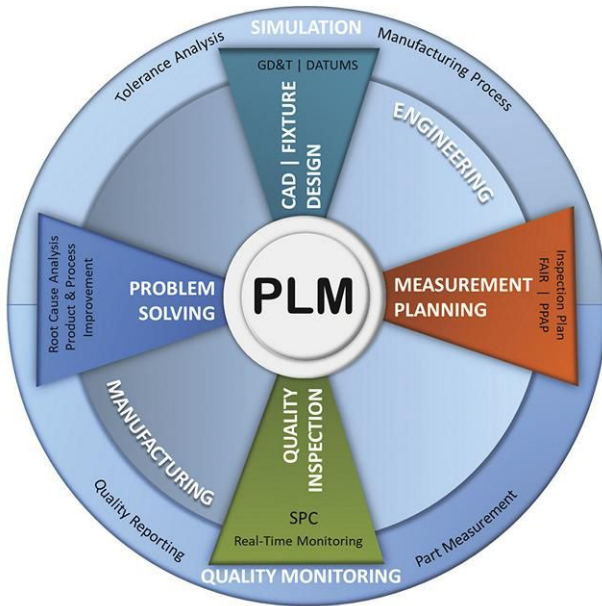 SIMULATION
Tolerance Analysis
Manufacturing Process
GD&T | DATUMS
CAD | FIXTURE
DESIGN
ENGINEERING
Root Cause Analysis
Product & Process
Improvement
PROBLEM
SOLVING
PLM
MEASUREMENT
PLANNING
Inspection Plan
FAIR | PPAP
MANUFACTURING
QUALITY
INSPECTION
SPC
Real-Time Monitoring
Quality Reporting
Part Measurement
QUALITY MONITORING